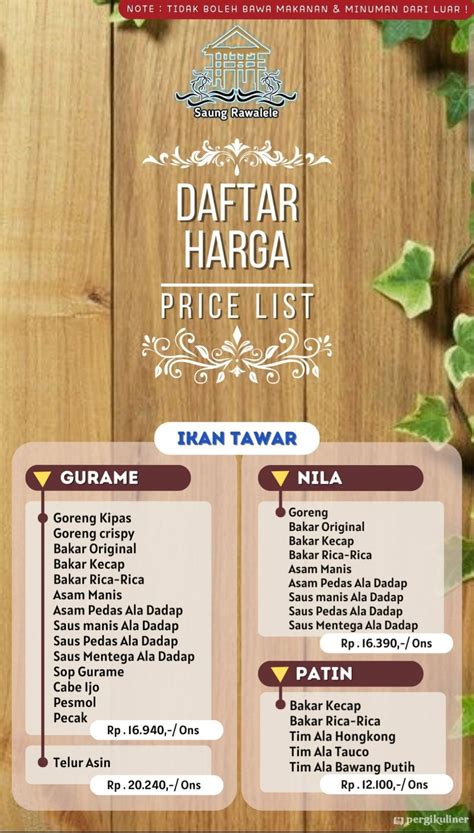 NOTE : TIDAK BOLEH BAWA MAKANAN & MINUMAN DARI LUAR !
Saung Rawalele
DAFTAR
HARGA
PRICE LIST
IKAN TAWAR
GURAME
Goreng Kipas
Goreng crispy
Bakar Original
Bakar Kecap
Bakar Rica-Rica
Asam Manis
Asam Pedas Ala Dadap
Saus manis Ala Dadap
Saus Pedas Ala Dadap
Saus Mentega Ala Dadap
Sop Gurame
Cabe Ijo
Pesmol
Pecak
Rp . 16.940,-/ Ons
Telur Asin
Rp . 20.240,-/ Ons
NILA
Goreng
Bakar Original
Bakar Kecap
Bakar Rica-Rica
Asam Manis
Asam Pedas Ala Dadap
Saus manis Ala Dadap
Saus Pedas Ala Dadap
Saus Mentega Ala Dadap
Rp . 16.390,-/ Ons
PATIN
Bakar Kecap
Bakar Rica-Rica
Tim Ala Hongkong
Tim Ala Tauco
Tim Ala Bawang Putih
Rp . 12.100,-/ Ons
pergikuliner